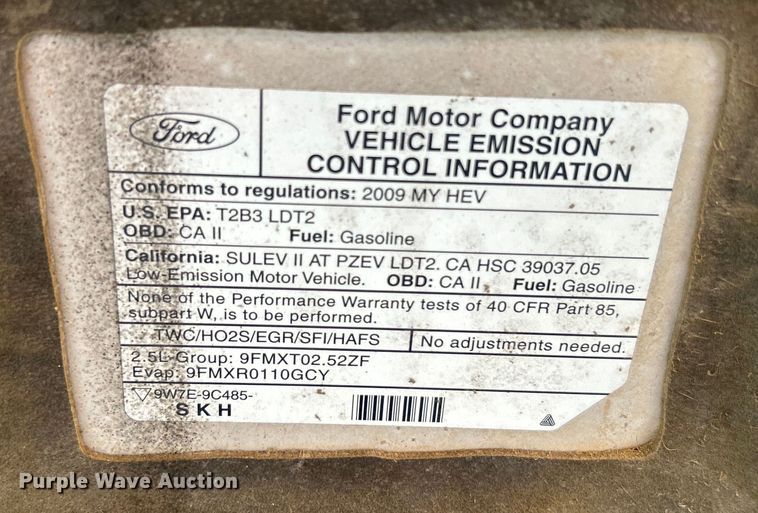 Ford
Ford Motor Company
VEHICLE EMISSION
CONTROL INFORMATION
Conforms to regulations: 2009 MY HEV
U.S. EPA: T2B3 LDT2
OBD: CA II Fuel: Gasoline
California: SULEV II AT PZEV LDT2. CA HSC 39037.05
Low-Emission Motor Vehicle. OBD: CA II Fuel: Gasoline
None of the Performance Warranty tests of 40 CFR Part 85,
subpart W, is to be performed.
TWC/HO2S/EGR/SFI/HAFS No adjustments needed.
2.5L-Group: 9FMXT02.52ZF
Evap: 9FMXR0110GCY
9W7E-9C485-
SKH
Purple Wave Auction